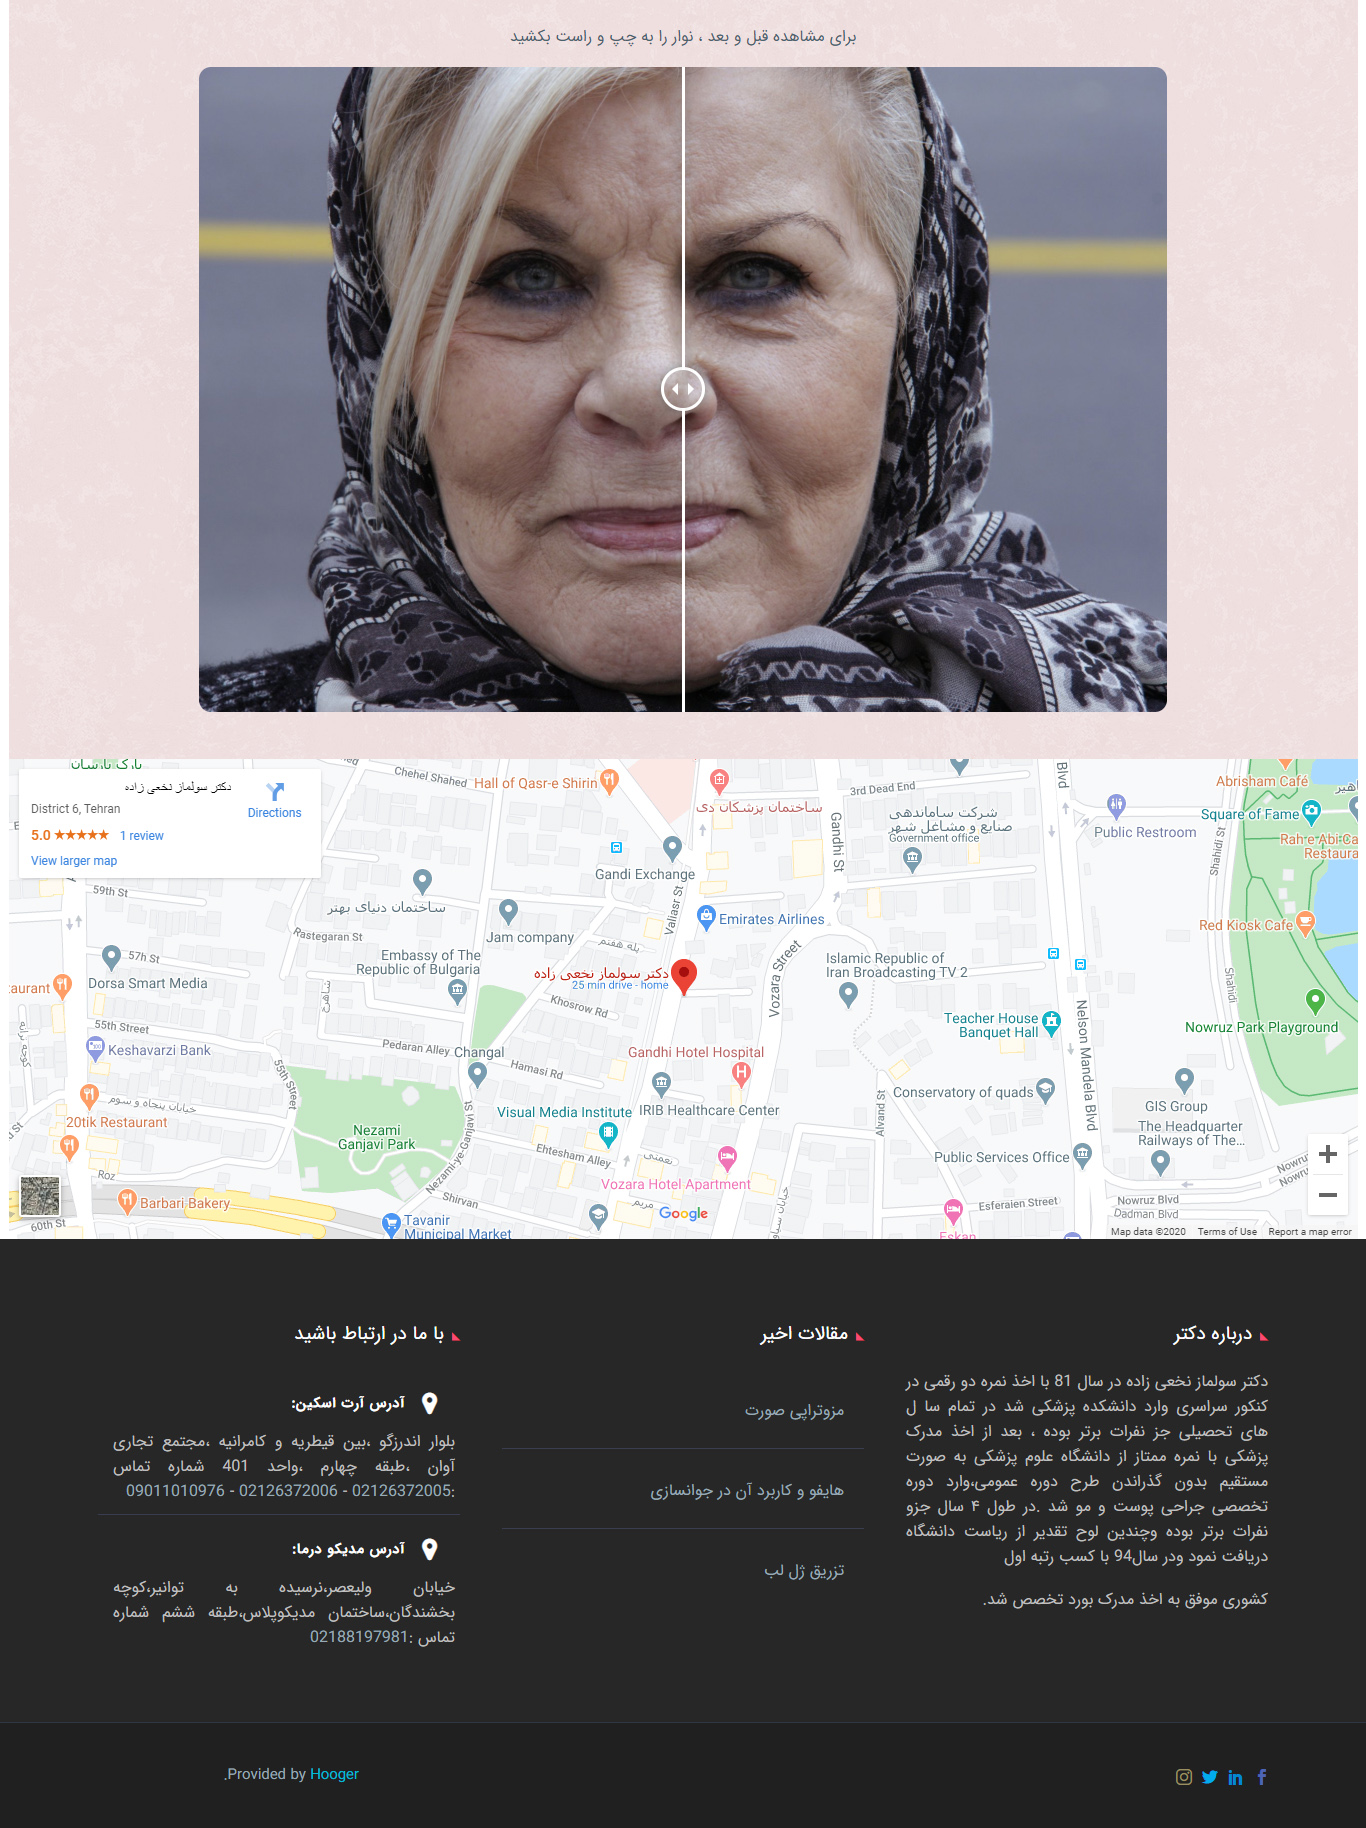 برای مشاهده قبل و بعد ، نوار را به چپ و راست بکشید
پارک پارسیان
دکتر سولماز نخعی زاده
District 6, Tehran
5.0 ★★★★★ 1 review
View larger map
Directions
Chehel Shahed
Hall of Qasr-e Shirin
ساختمان پزشکان دی
3rd Dead End
Gandhi St
Blvd
شرکت ساماندهی
صنایع و مشاغل شهر
Government office
Public Restroom
Abrisham Café
Square of Fame
Rah-e Abi Ca
Restaura
Shahidi St
Gandi Exchange
59th St
ساختمان دنیای بهتر
Jam company
Valiasr St
Emirates Airlines
Red Kiosk Cafe
Rastegaran St
پله هفتم
57th St
Dorsa Smart Media
Embassy of The
Republic of Bulgaria
دکتر سولماز نخعی زاده
25 min drive - home
Vozara Street
Islamic Republic of
Iran Broadcasting TV 2
Shahidi
taurant
Khosrow Rd
Nelson Mandela Blvd
Teacher House
Banquet Hall
Nowruz Park Playground
55th Street
Keshavarzi Bank
Pedaran Alley
Changal
Gandhi Hotel Hospital
Hamasi Rd
55th Street
20tik Restaurant
خیابان پنجاه و سوم
Visual Media Institute
IRIB Healthcare Center
Conservatory of quads
Alvand St
GIS Group
The Headquarter
Railways of The...
Nezami
Ganjavi Park
Nezami-ye-Ganjavi St
Ehtesham Alley
نعمتی
Public Services Office
Roz
Vozara Hotel Apartment
Barbari Bakery
Shirvan
مریم
Esferaien Street
Nowruz Blvd
Dadman Blvd
60th St
Tavanir
Municipal Market
Google
Eskan
Map data ©2020 Terms of Use Report a map error
درباره دکتر
دکتر سولماز نخعی زاده در سال 81 با اخذ نمره دو رقمی در
کنکور سراسری وارد دانشکده پزشکی شد در تمام سا ل
های تحصیلی جز نفرات برتر بوده ، بعد از اخذ مدرک
پزشکی با نمره ممتاز از دانشگاه علوم پزشکی به صورت
مستقیم بدون گذراندن طرح دوره عمومی،وارد دوره
تخصصی جراحی پوست و مو شد .در طول ۴ سال جزو
نفرات برتر بوده وچندین لوح تقدیر از ریاست دانشگاه
دریافت نمود ودر سال94 با کسب رتبه اول
کشوری موفق به اخذ مدرک بورد تخصص شد.
مقالات اخیر
مزوتراپی صورت
هایفو و کاربرد آن در جوانسازی
تزریق ژل لب
با ما در ارتباط باشید
آدرس آرت اسکین:
بلوار اندرزگو ،بین قیطریه و کامرانیه ،مجتمع تجاری
آوان ،طبقه چهارم ،واحد 401 شماره تماس
:02126372005 - 02126372006 - 09011010976
آدرس مدیکو درما:
خیابان ولیعصر،نرسیده به توانیر،کوچه
بخشندگان،ساختمان مدیکوپلاس،طبقه ششم شماره
تماس :02188197981
.Provided by Hooger